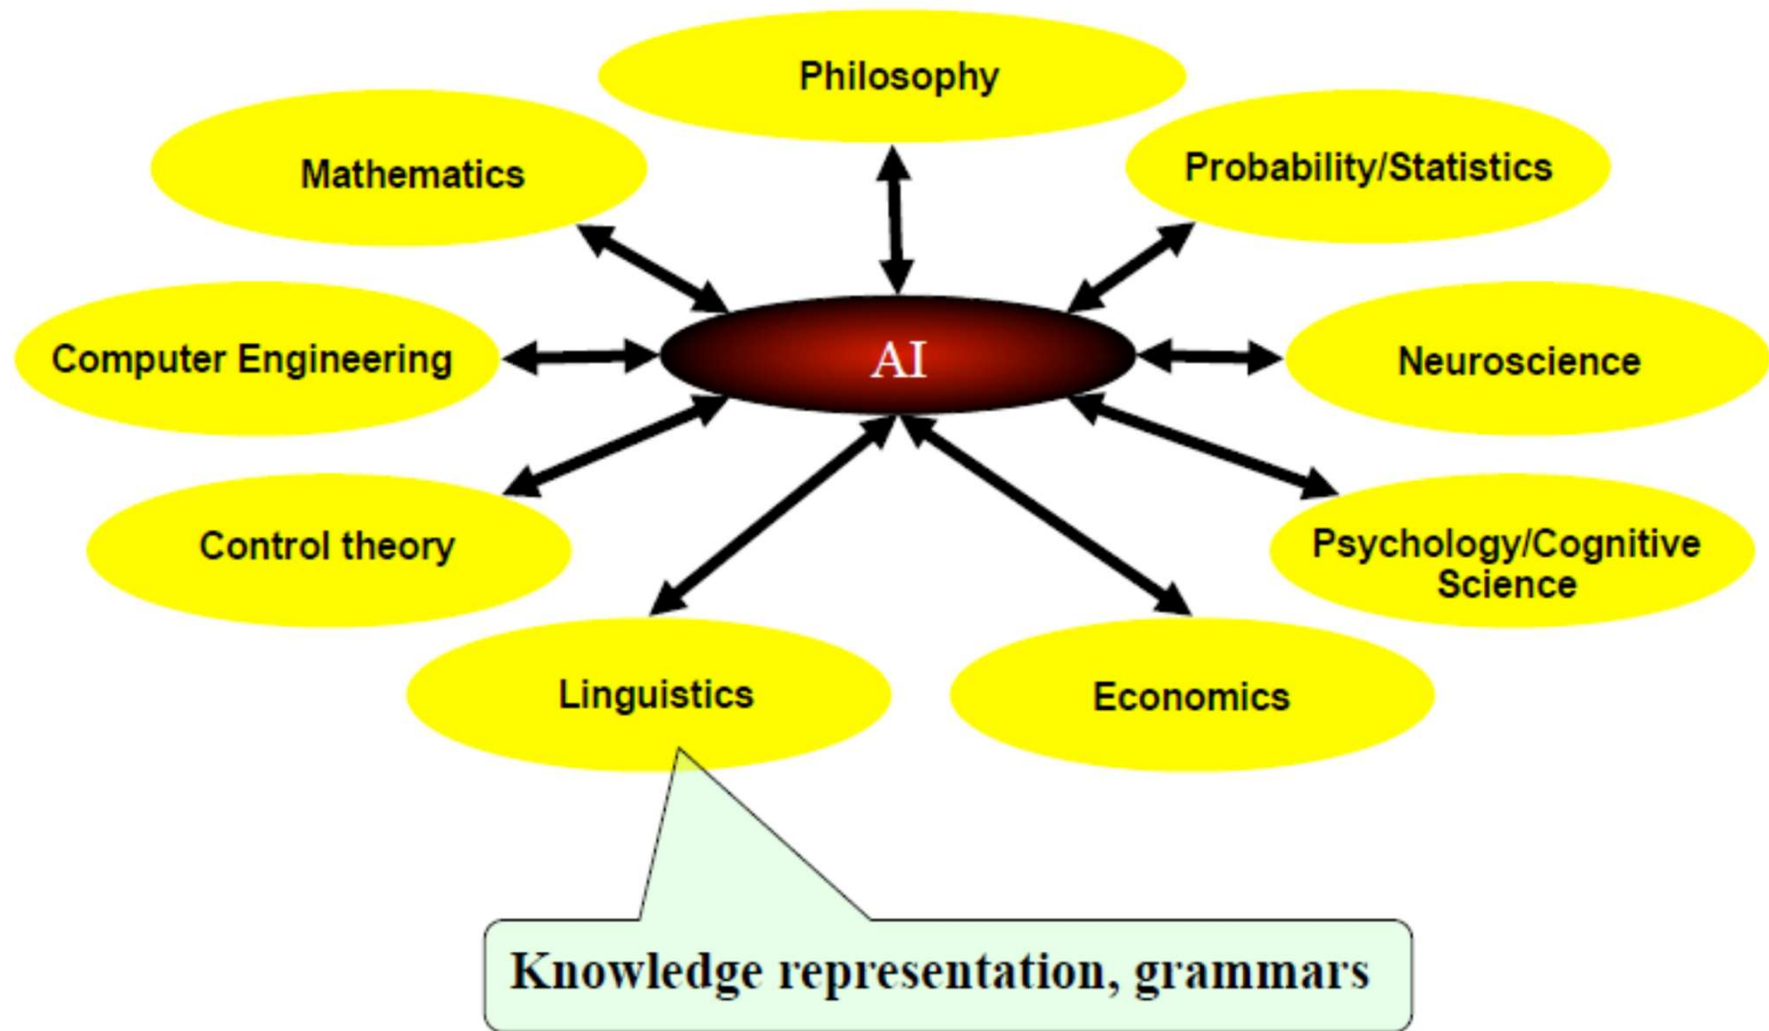 Philosophy
Mathematics
Probability/Statistics
Computer Engineering
AI
Neuroscience
Control theory
Psychology/Cognitive
Science
Linguistics
Economics
Knowledge representation, grammars